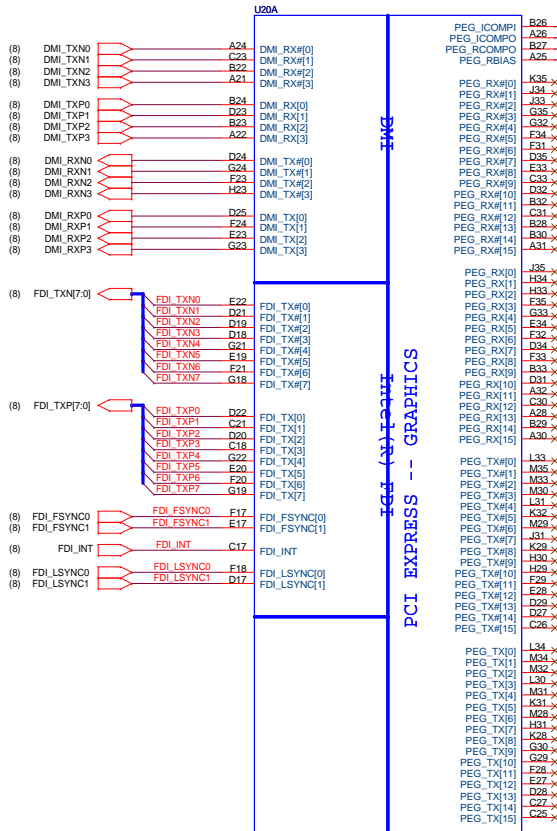 U20A
(8) DMI_TXN0 A24 DMI_RX#[0]
(8) DMI_TXN1 C23 DMI_RX#[1]
(8) DMI_TXN2 B22 DMI_RX#[2]
(8) DMI_TXN3 A21 DMI_RX#[3]
(8) DMI_TXP0 B24 DMI_RX[0]
(8) DMI_TXP1 D23 DMI_RX[1]
(8) DMI_TXP2 B23 DMI_RX[2]
(8) DMI_TXP3 A22 DMI_RX[3]
(8) DMI_RXN0 D24 DMI_TX#[0]
(8) DMI_RXN1 G24 DMI_TX#[1]
(8) DMI_RXN2 F23 DMI_TX#[2]
(8) DMI_RXN3 H23 DMI_TX#[3]
(8) DMI_RXP0 D25 DMI_TX[0]
(8) DMI_RXP1 F24 DMI_TX[1]
(8) DMI_RXP2 E23 DMI_TX[2]
(8) DMI_RXP3 G23 DMI_TX[3]
(8) FDI_TXN[7:0]
FDI_TXN0 E22 FDI_TX#[0]
FDI_TXN1 D21 FDI_TX#[1]
FDI_TXN2 D19 FDI_TX#[2]
FDI_TXN3 D18 FDI_TX#[3]
FDI_TXN4 G21 FDI_TX#[4]
FDI_TXN5 E19 FDI_TX#[5]
FDI_TXN6 F21 FDI_TX#[6]
FDI_TXN7 G18 FDI_TX#[7]
(8) FDI_TXP[7:0]
FDI_TXP0 D22 FDI_TX[0]
FDI_TXP1 C21 FDI_TX[1]
FDI_TXP2 D20 FDI_TX[2]
FDI_TXP3 C18 FDI_TX[3]
FDI_TXP4 G22 FDI_TX[4]
FDI_TXP5 E20 FDI_TX[5]
FDI_TXP6 F20 FDI_TX[6]
FDI_TXP7 G19 FDI_TX[7]
(8) FDI_FSYNC0 FDI_FSYNC0 F17 FDI_FSYNC[0]
(8) FDI_FSYNC1 FDI_FSYNC1 E17 FDI_FSYNC[1]
(8) FDI_INT FDI_INT C17 FDI_INT
(8) FDI_LSYNC0 FDI_LSYNC0 F18 FDI_LSYNC[0]
(8) FDI_LSYNC1 FDI_LSYNC1 D17 FDI_LSYNC[1]
DMI
Intel(R) FDI
PCI EXPRESS -- GRAPHICS
PEG_ICOMPI B26
PEG_ICOMPO A26
PEG_RCOMPO B27
PEG_RBIAS A25
PEG_RX#[0] K35
PEG_RX#[1] J34
PEG_RX#[2] J33
PEG_RX#[3] G35
PEG_RX#[4] G32
PEG_RX#[5] F34
PEG_RX#[6] F31
PEG_RX#[7] D35
PEG_RX#[8] E33
PEG_RX#[9] C33
PEG_RX#[10] D32
PEG_RX#[11] B32
PEG_RX#[12] C31
PEG_RX#[13] B28
PEG_RX#[14] B30
PEG_RX#[15] A31
PEG_RX[0] J35
PEG_RX[1] H34
PEG_RX[2] H33
PEG_RX[3] F35
PEG_RX[4] G33
PEG_RX[5] E34
PEG_RX[6] F32
PEG_RX[7] D34
PEG_RX[8] F33
PEG_RX[9] B33
PEG_RX[10] D31
PEG_RX[11] A32
PEG_RX[12] C30
PEG_RX[13] A28
PEG_RX[14] B29
PEG_RX[15] A30
PEG_TX#[0] L33
PEG_TX#[1] M35
PEG_TX#[2] M33
PEG_TX#[3] M30
PEG_TX#[4] L31
PEG_TX#[5] K32
PEG_TX#[6] M29
PEG_TX#[7] J31
PEG_TX#[8] K29
PEG_TX#[9] H30
PEG_TX#[10] H29
PEG_TX#[11] F29
PEG_TX#[12] E28
PEG_TX#[13] D29
PEG_TX#[14] D27
PEG_TX#[15] C26
PEG_TX[0] L34
PEG_TX[1] M34
PEG_TX[2] M32
PEG_TX[3] L30
PEG_TX[4] M31
PEG_TX[5] K31
PEG_TX[6] M28
PEG_TX[7] H31
PEG_TX[8] K28
PEG_TX[9] G30
PEG_TX[10] G29
PEG_TX[11] F28
PEG_TX[12] E27
PEG_TX[13] D28
PEG_TX[14] C27
PEG_TX[15] C25